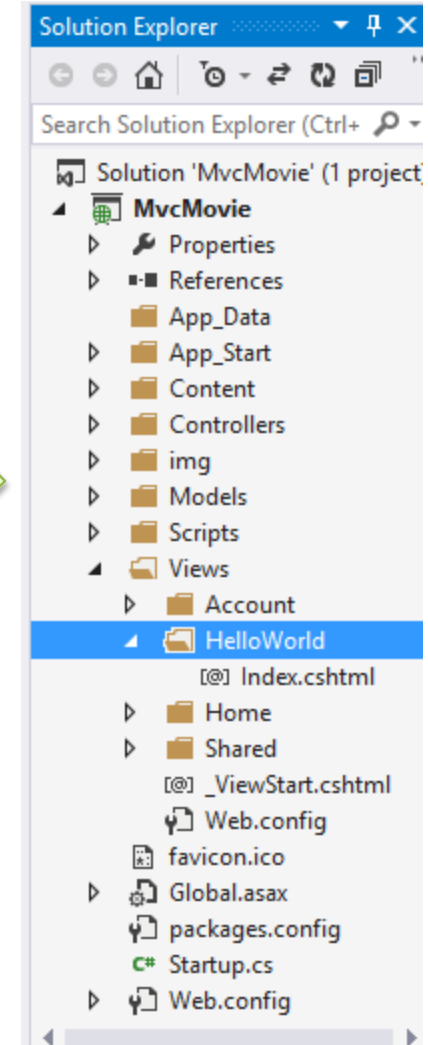 Solution Explorer
Search Solution Explorer (Ctrl+
Solution 'MvcMovie' (1 project)
MvcMovie
Properties
References
App_Data
App_Start
Content
Controllers
img
Models
Scripts
Views
Account
HelloWorld
[@] Index.cshtml
Home
Shared
[@] _ViewStart.cshtml
Web.config
favicon.ico
Global.asax
packages.config
C# Startup.cs
Web.config